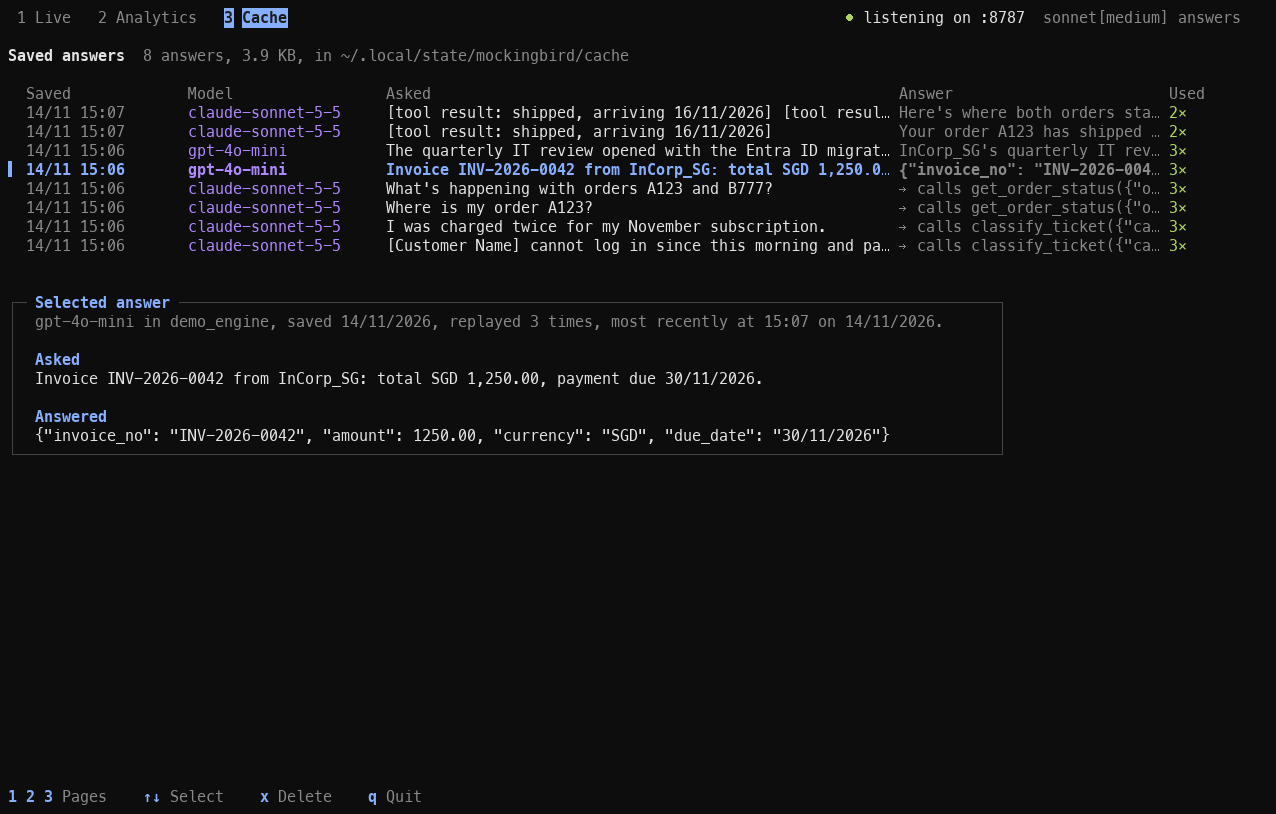 1 Live 2 Analytics 3 Cache ● listening on :8787 sonnet[medium] answers
Saved answers 8 answers, 3.9 KB, in ~/.local/state/mockingbird/cache
Saved Model Asked Answer Used
14/11 15:07 claude-sonnet-5-5 [tool result: shipped, arriving 16/11/2026] [tool resul… Here's where both orders sta… 2×
14/11 15:07 claude-sonnet-5-5 [tool result: shipped, arriving 16/11/2026] Your order A123 has shipped … 2×
14/11 15:06 gpt-4o-mini The quarterly IT review opened with the Entra ID migrat… InCorp_SG's quarterly IT rev… 3×
14/11 15:06 gpt-4o-mini Invoice INV-2026-0042 from InCorp_SG: total SGD 1,250.0… {"invoice_no": "INV-2026-004… 3×
14/11 15:06 claude-sonnet-5-5 What's happening with orders A123 and B777? → calls get_order_status({"o… 3×
14/11 15:06 claude-sonnet-5-5 Where is my order A123? → calls get_order_status({"o… 3×
14/11 15:06 claude-sonnet-5-5 I was charged twice for my November subscription. → calls classify_ticket({"ca… 3×
14/11 15:06 claude-sonnet-5-5 [Customer Name] cannot log in since this morning and pa… → calls classify_ticket({"ca… 3×
Selected answer
gpt-4o-mini in demo_engine, saved 14/11/2026, replayed 3 times, most recently at 15:07 on 14/11/2026.
Asked
Invoice INV-2026-0042 from InCorp_SG: total SGD 1,250.00, payment due 30/11/2026.
Answered
{"invoice_no": "INV-2026-0042", "amount": 1250.00, "currency": "SGD", "due_date": "30/11/2026"}
1 2 3 Pages ↑↓ Select x Delete q Quit